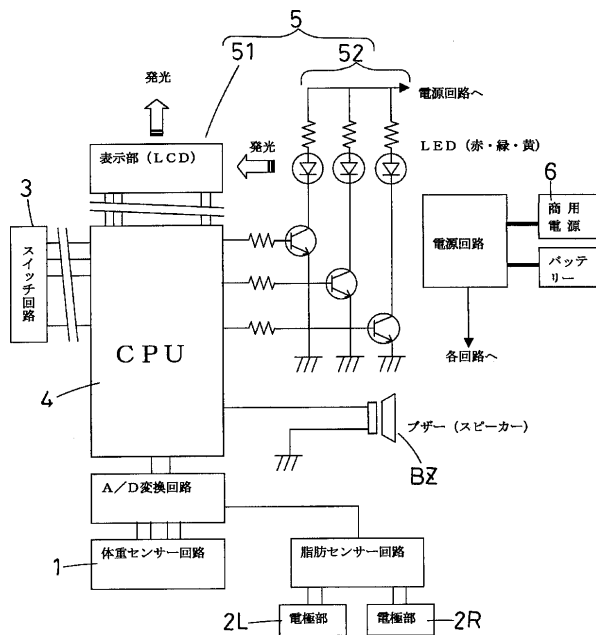 5
51
52
発光
電源回路へ
発光
LED（赤・緑・黄）
表示部（LCD）
3
6
商用
電源
スイッチ回路
電源回路
バッテ
リー
CPU
各回路へ
4
ブザー（スピーカー）
BZ
A／D変換回路
体重センサー回路
脂肪センサー回路
1
2L
電極部
電極部
2R